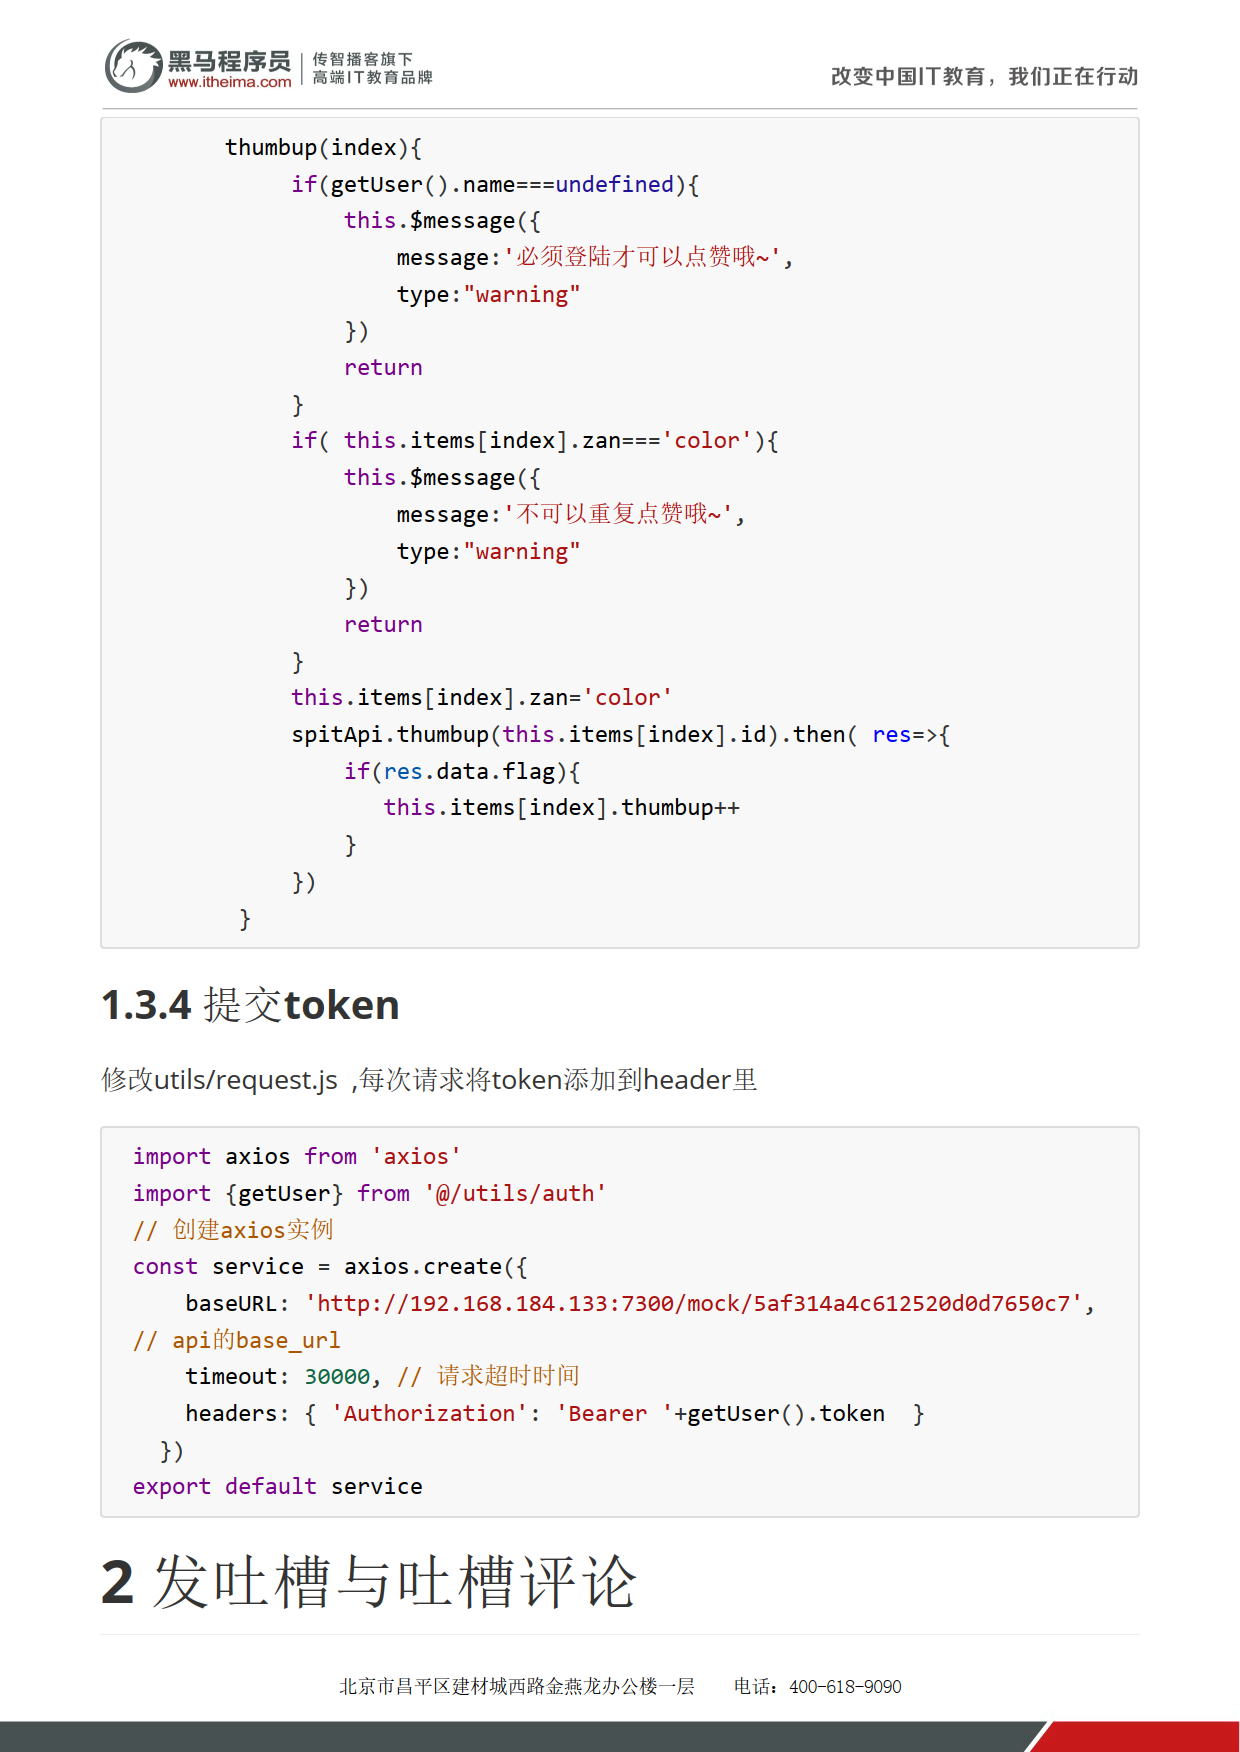 黑马程序员
www.itheima.com
传智播客旗下
高端IT教育品牌
改变中国IT教育，我们正在行动
thumbup(index){
if(getUser().name===undefined){
this.$message({
message:'必须登陆才可以点赞哦~',
type:"warning"
})
return
}
if( this.items[index].zan==='color'){
this.$message({
message:'不可以重复点赞哦~',
type:"warning"
})
return
}
this.items[index].zan='color'
spitApi.thumbup(this.items[index].id).then( res=>{
if(res.data.flag){
this.items[index].thumbup++
}
})
}
1.3.4 提交token
修改utils/request.js ,每次请求将token添加到header里
import axios from 'axios'
import {getUser} from '@/utils/auth'
// 创建axios实例
const service = axios.create({
baseURL: 'http://192.168.184.133:7300/mock/5af314a4c612520d0d7650c7',
// api的base_url
timeout: 30000, // 请求超时时间
headers: { 'Authorization': 'Bearer '+getUser().token  }
})
export default service
2 发吐槽与吐槽评论
北京市昌平区建材城西路金燕龙办公楼一层 电话：400-618-9090